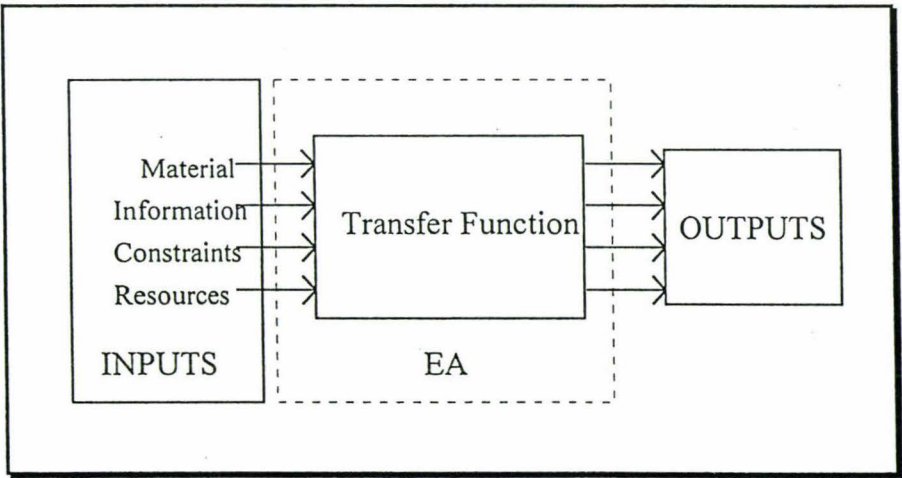 Material
Information
Constraints
Resources
INPUTS
Transfer Function
EA
OUTPUTS